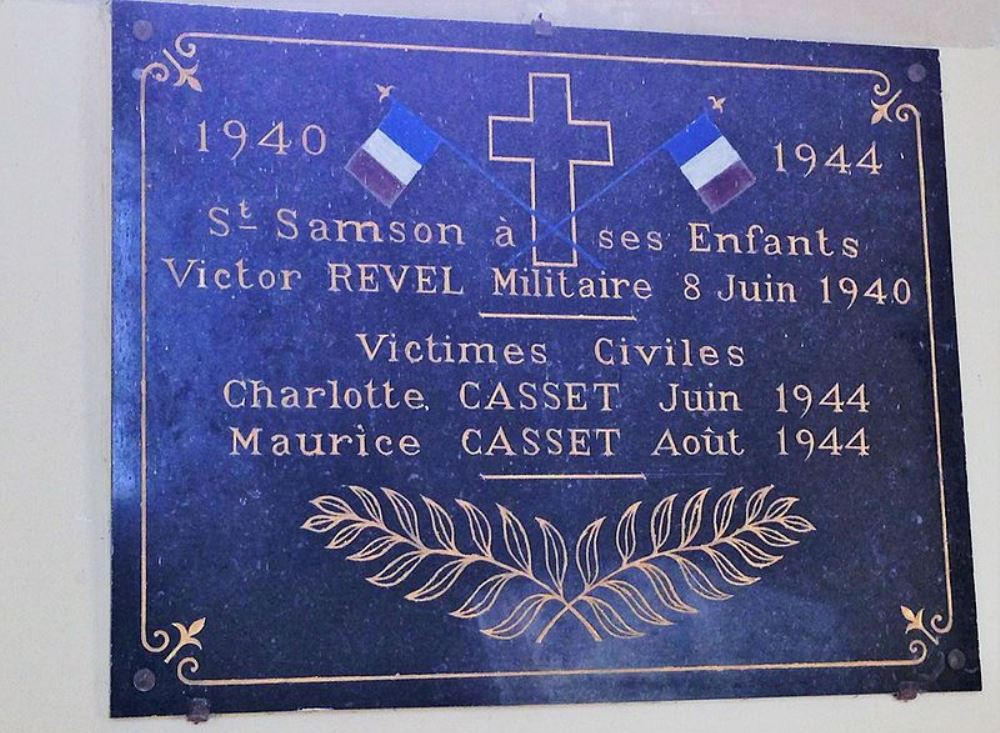 1940 1944
St Samson à ses Enfants
Victor REVEL Militaire 8 Juin 1940
Victimes Civiles
Charlotte CASSET Juin 1944
Maurice CASSET Août 1944